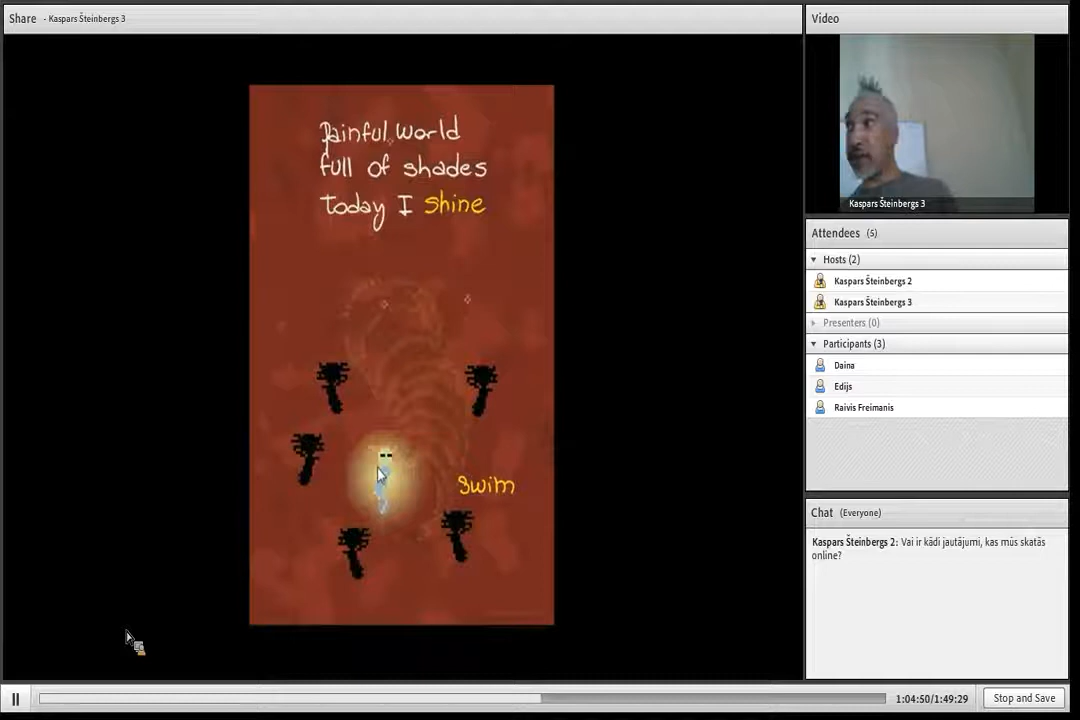 Share - Kaspars Šteinbergs 3
Painful world
full of shades
today I shine
Swim
Video
Kaspars Šteinbergs 3
Attendees (5)
Hosts (2)
Kaspars Šteinbergs 2
Kaspars Šteinbergs 3
Presenters (0)
Participants (3)
Daina
Edijs
Raivis Freimanis
Chat (Everyone)
Kaspars Šteinbergs 2: Vai ir kādi jautājumi, kas mūs skatās
online?
1:04:50/1:49:29
Stop and Save